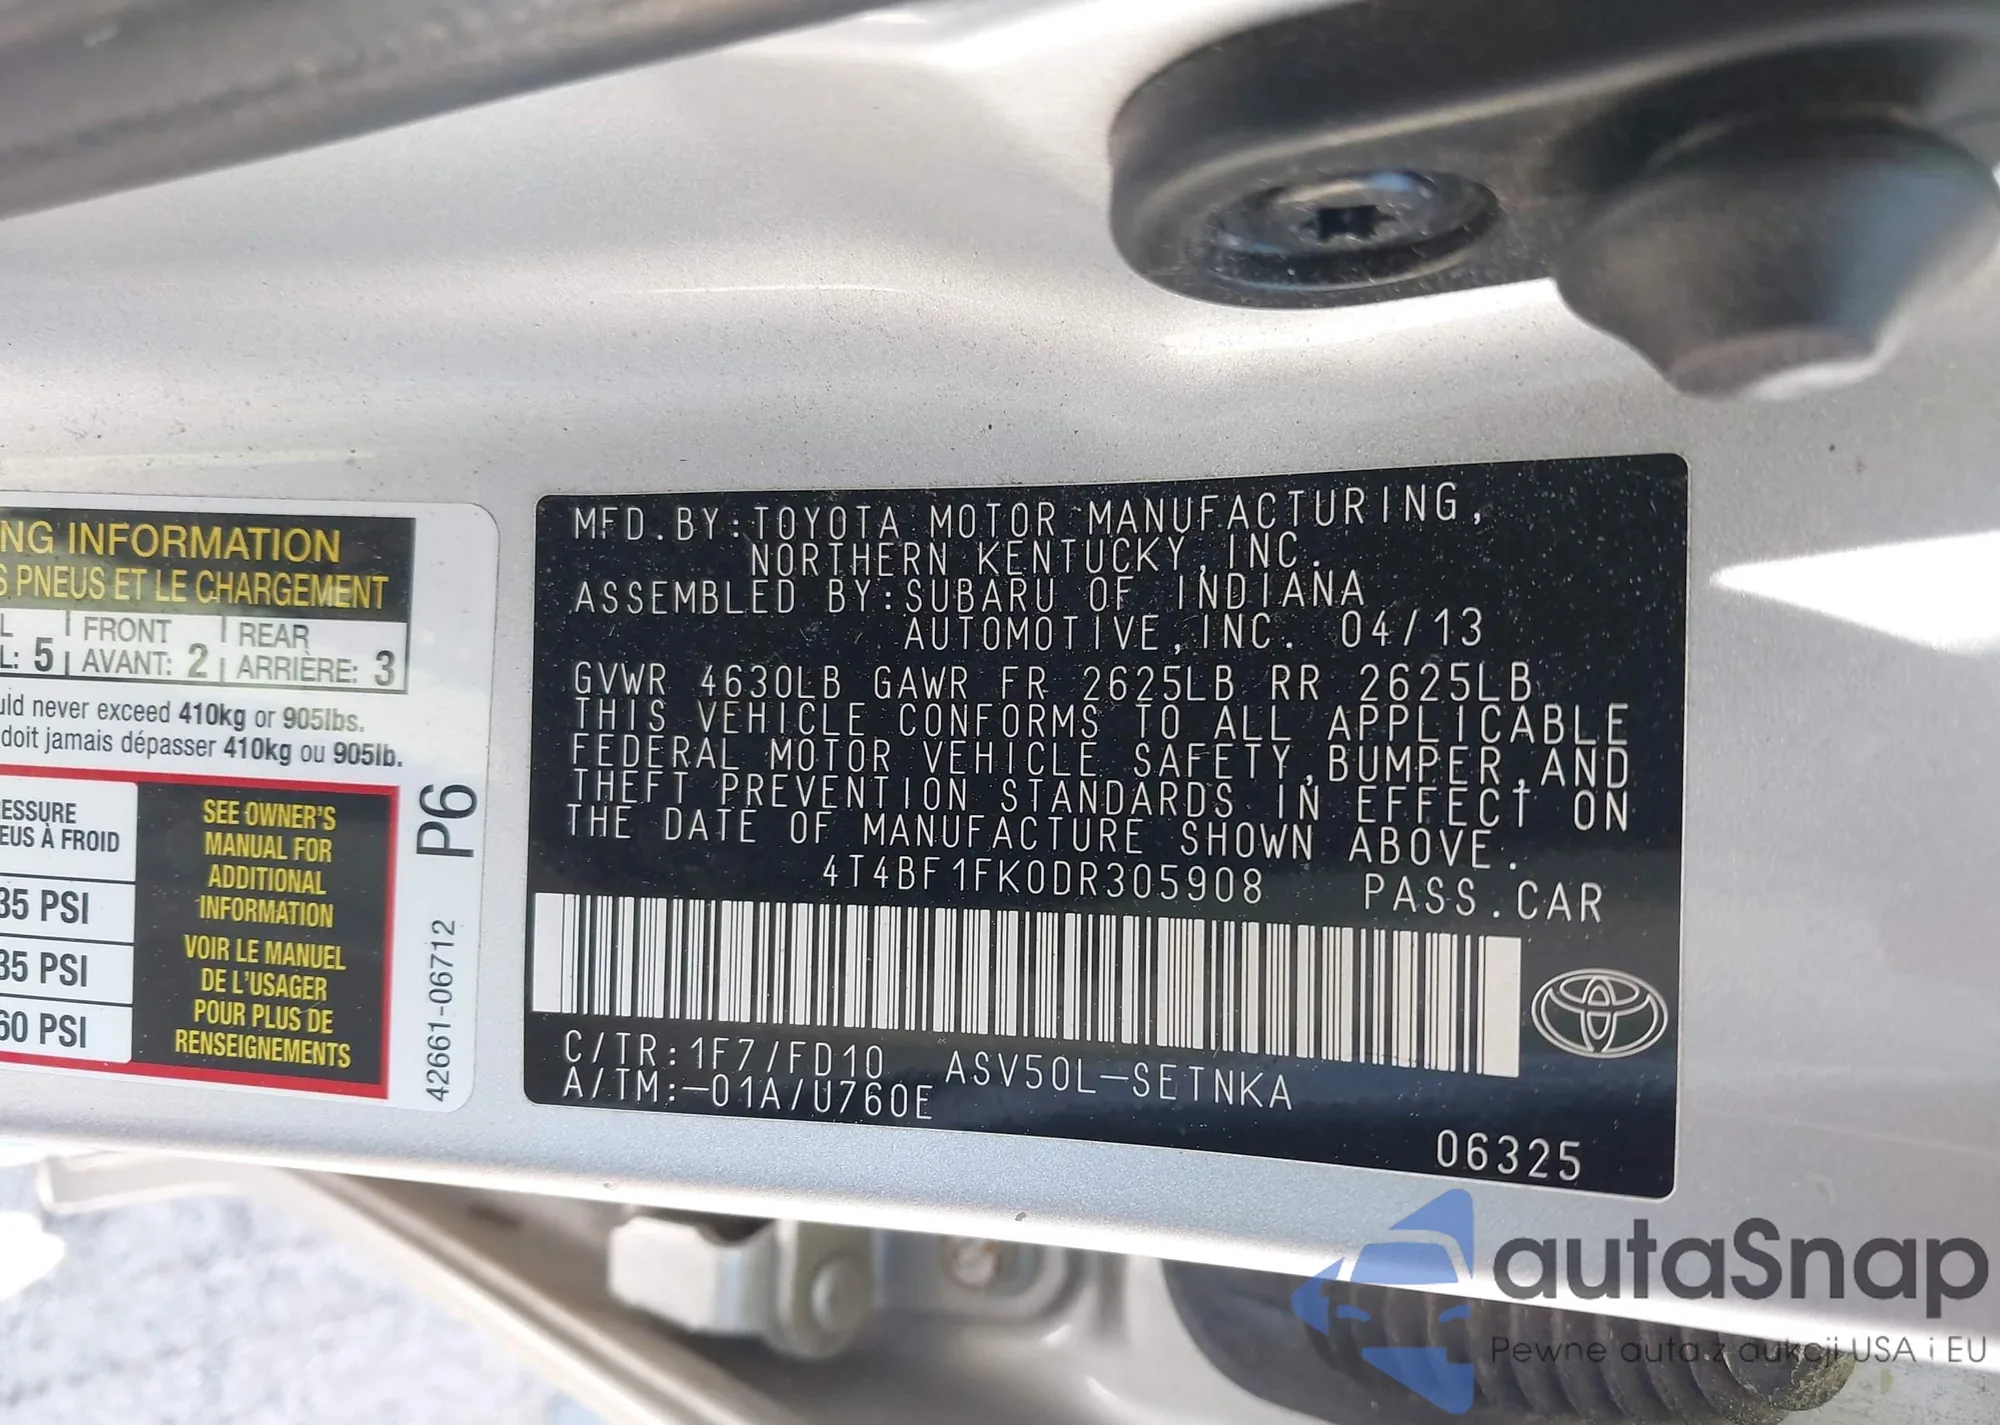 NG INFORMATION
S PNEUS ET LE CHARGEMENT
L FRONT REAR
L: 5 AVANT: 2 ARRIÈRE: 3
uld never exceed 410kg or 905lbs.
doit jamais dépasser 410kg ou 905lb.
ESSURE
EUS À FROID
35 PSI
35 PSI
60 PSI
SEE OWNER'S
MANUAL FOR
ADDITIONAL
INFORMATION
VOIR LE MANUEL
DE L'USAGER
POUR PLUS DE
RENSEIGNEMENTS
P6
42661-06712
MFD.BY:TOYOTA MOTOR MANUFACTURING,
NORTHERN KENTUCKY,INC.
ASSEMBLED BY:SUBARU OF INDIANA
AUTOMOTIVE,INC. 04/13
GVWR 4630LB GAWR FR 2625LB RR 2625LB
THIS VEHICLE CONFORMS TO ALL APPLICABLE
FEDERAL MOTOR VEHICLE SAFETY,BUMPER,AND
THEFT PREVENTION STANDARDS IN EFFECT ON
THE DATE OF MANUFACTURE SHOWN ABOVE.
4T4BF1FK0DR305908 PASS.CAR
C/TR:1F7/FD10 ASV50L-SETNKA
A/TM:-01A/U760E
06325
autaSnap
Pewne auta z aukcji USA i EU